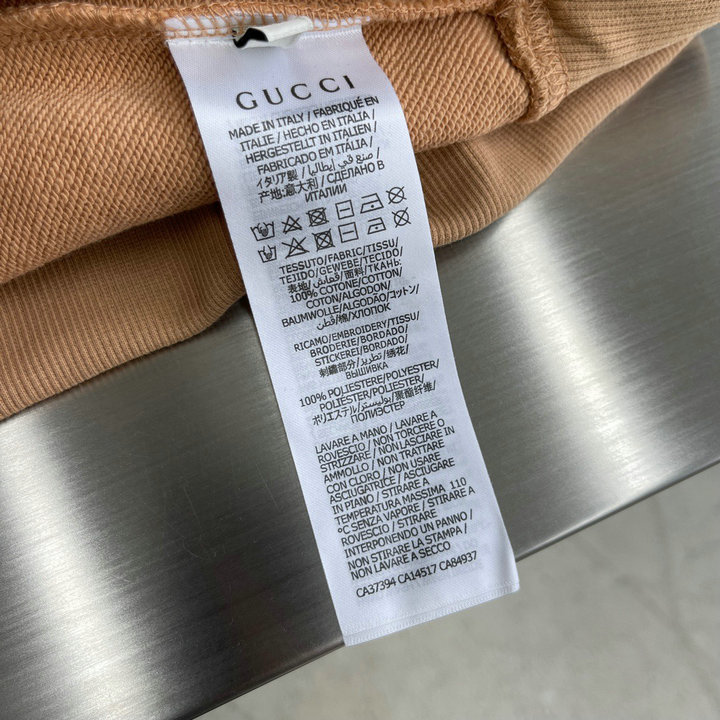 GUCCI
MADE IN ITALY / FABRIQUÉ EN
ITALIE / HECHO EN ITALIA /
HERGESTELLT IN ITALIEN /
FABRICADO EM ITALIA /
イタリア製 / صنع في إيطاليا /
产地:意大利 / СДЕЛАНО В
ИТАЛИИ
TESSUTO/FABRIC/TISSU/
TEJIDO/GEWEBE/TECIDO/
表地/قماش/面料/ТКАНЬ:
100% COTONE/COTTON/
COTON/ALGODON/
BAUMWOLLE/ALGODÃO/コットン/
قطن/棉/ХЛОПОК
RICAMO/EMBROIDERY/TISSU/
BRODERIE/BORDADO/
STICKEREI/BORDADO/
刺繍部分/تطريز/绣花/
ВЫШИВКА
100% POLIESTERE/POLYESTER/
POLYESTER/POLIESTER/
ポリエステル/بوليستر/聚酯纤维/
ПОЛИЭСТЕР
LAVARE A MANO / LAVARE A
ROVESCIO / NON TORCERE O
STRIZZARE / NON LASCIARE IN
AMMOLLO / NON TRATTARE
CON CLORO / NON USARE
ASCIUGATRICE / ASCIUGARE
IN PIANO / STIRARE A
TEMPERATURA MASSIMA 110
°C SENZA VAPORE / STIRARE A
ROVESCIO / STIRARE
INTERPONENDO UN PANNO /
NON STIRARE LA STAMPA /
NON LAVARE A SECCO
CA37394 CA14517 CA84937